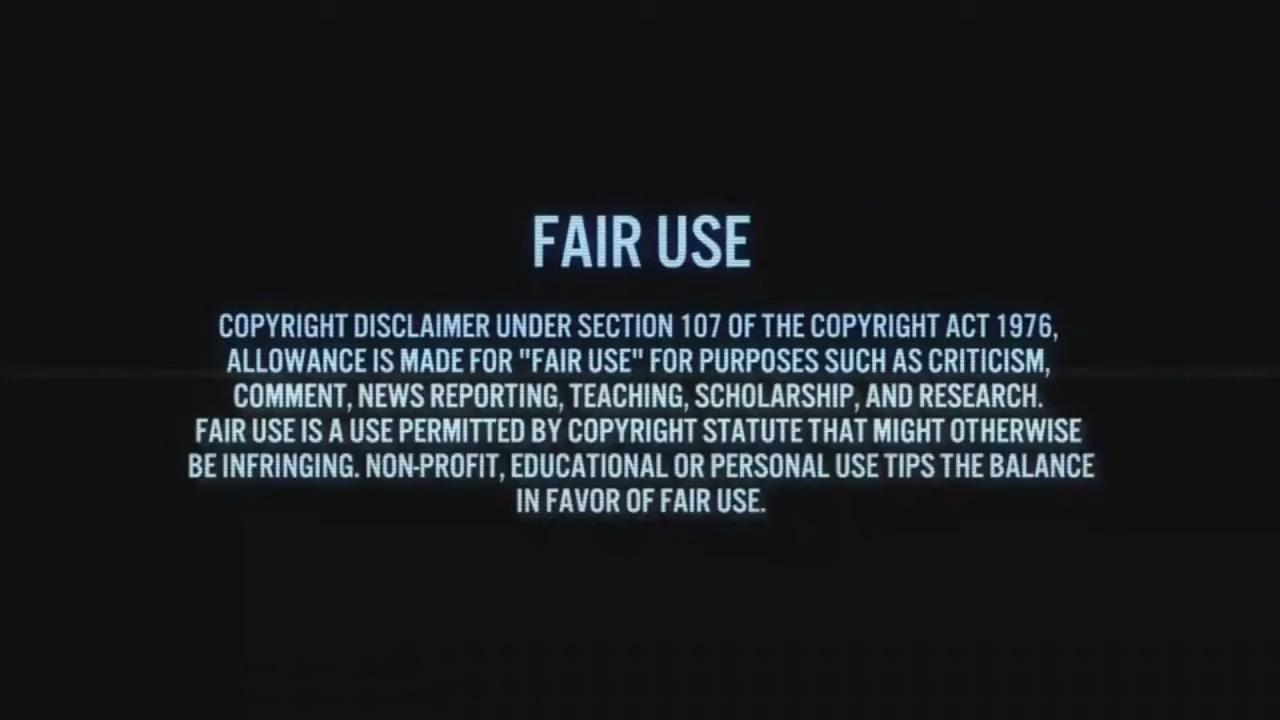 FAIR USE
COPYRIGHT DISCLAIMER UNDER SECTION 107 OF THE COPYRIGHT ACT 1976,
ALLOWANCE IS MADE FOR "FAIR USE" FOR PURPOSES SUCH AS CRITICISM,
COMMENT, NEWS REPORTING, TEACHING, SCHOLARSHIP, AND RESEARCH.
FAIR USE IS A USE PERMITTED BY COPYRIGHT STATUTE THAT MIGHT OTHERWISE
BE INFRINGING. NON-PROFIT, EDUCATIONAL OR PERSONAL USE TIPS THE BALANCE
IN FAVOR OF FAIR USE.